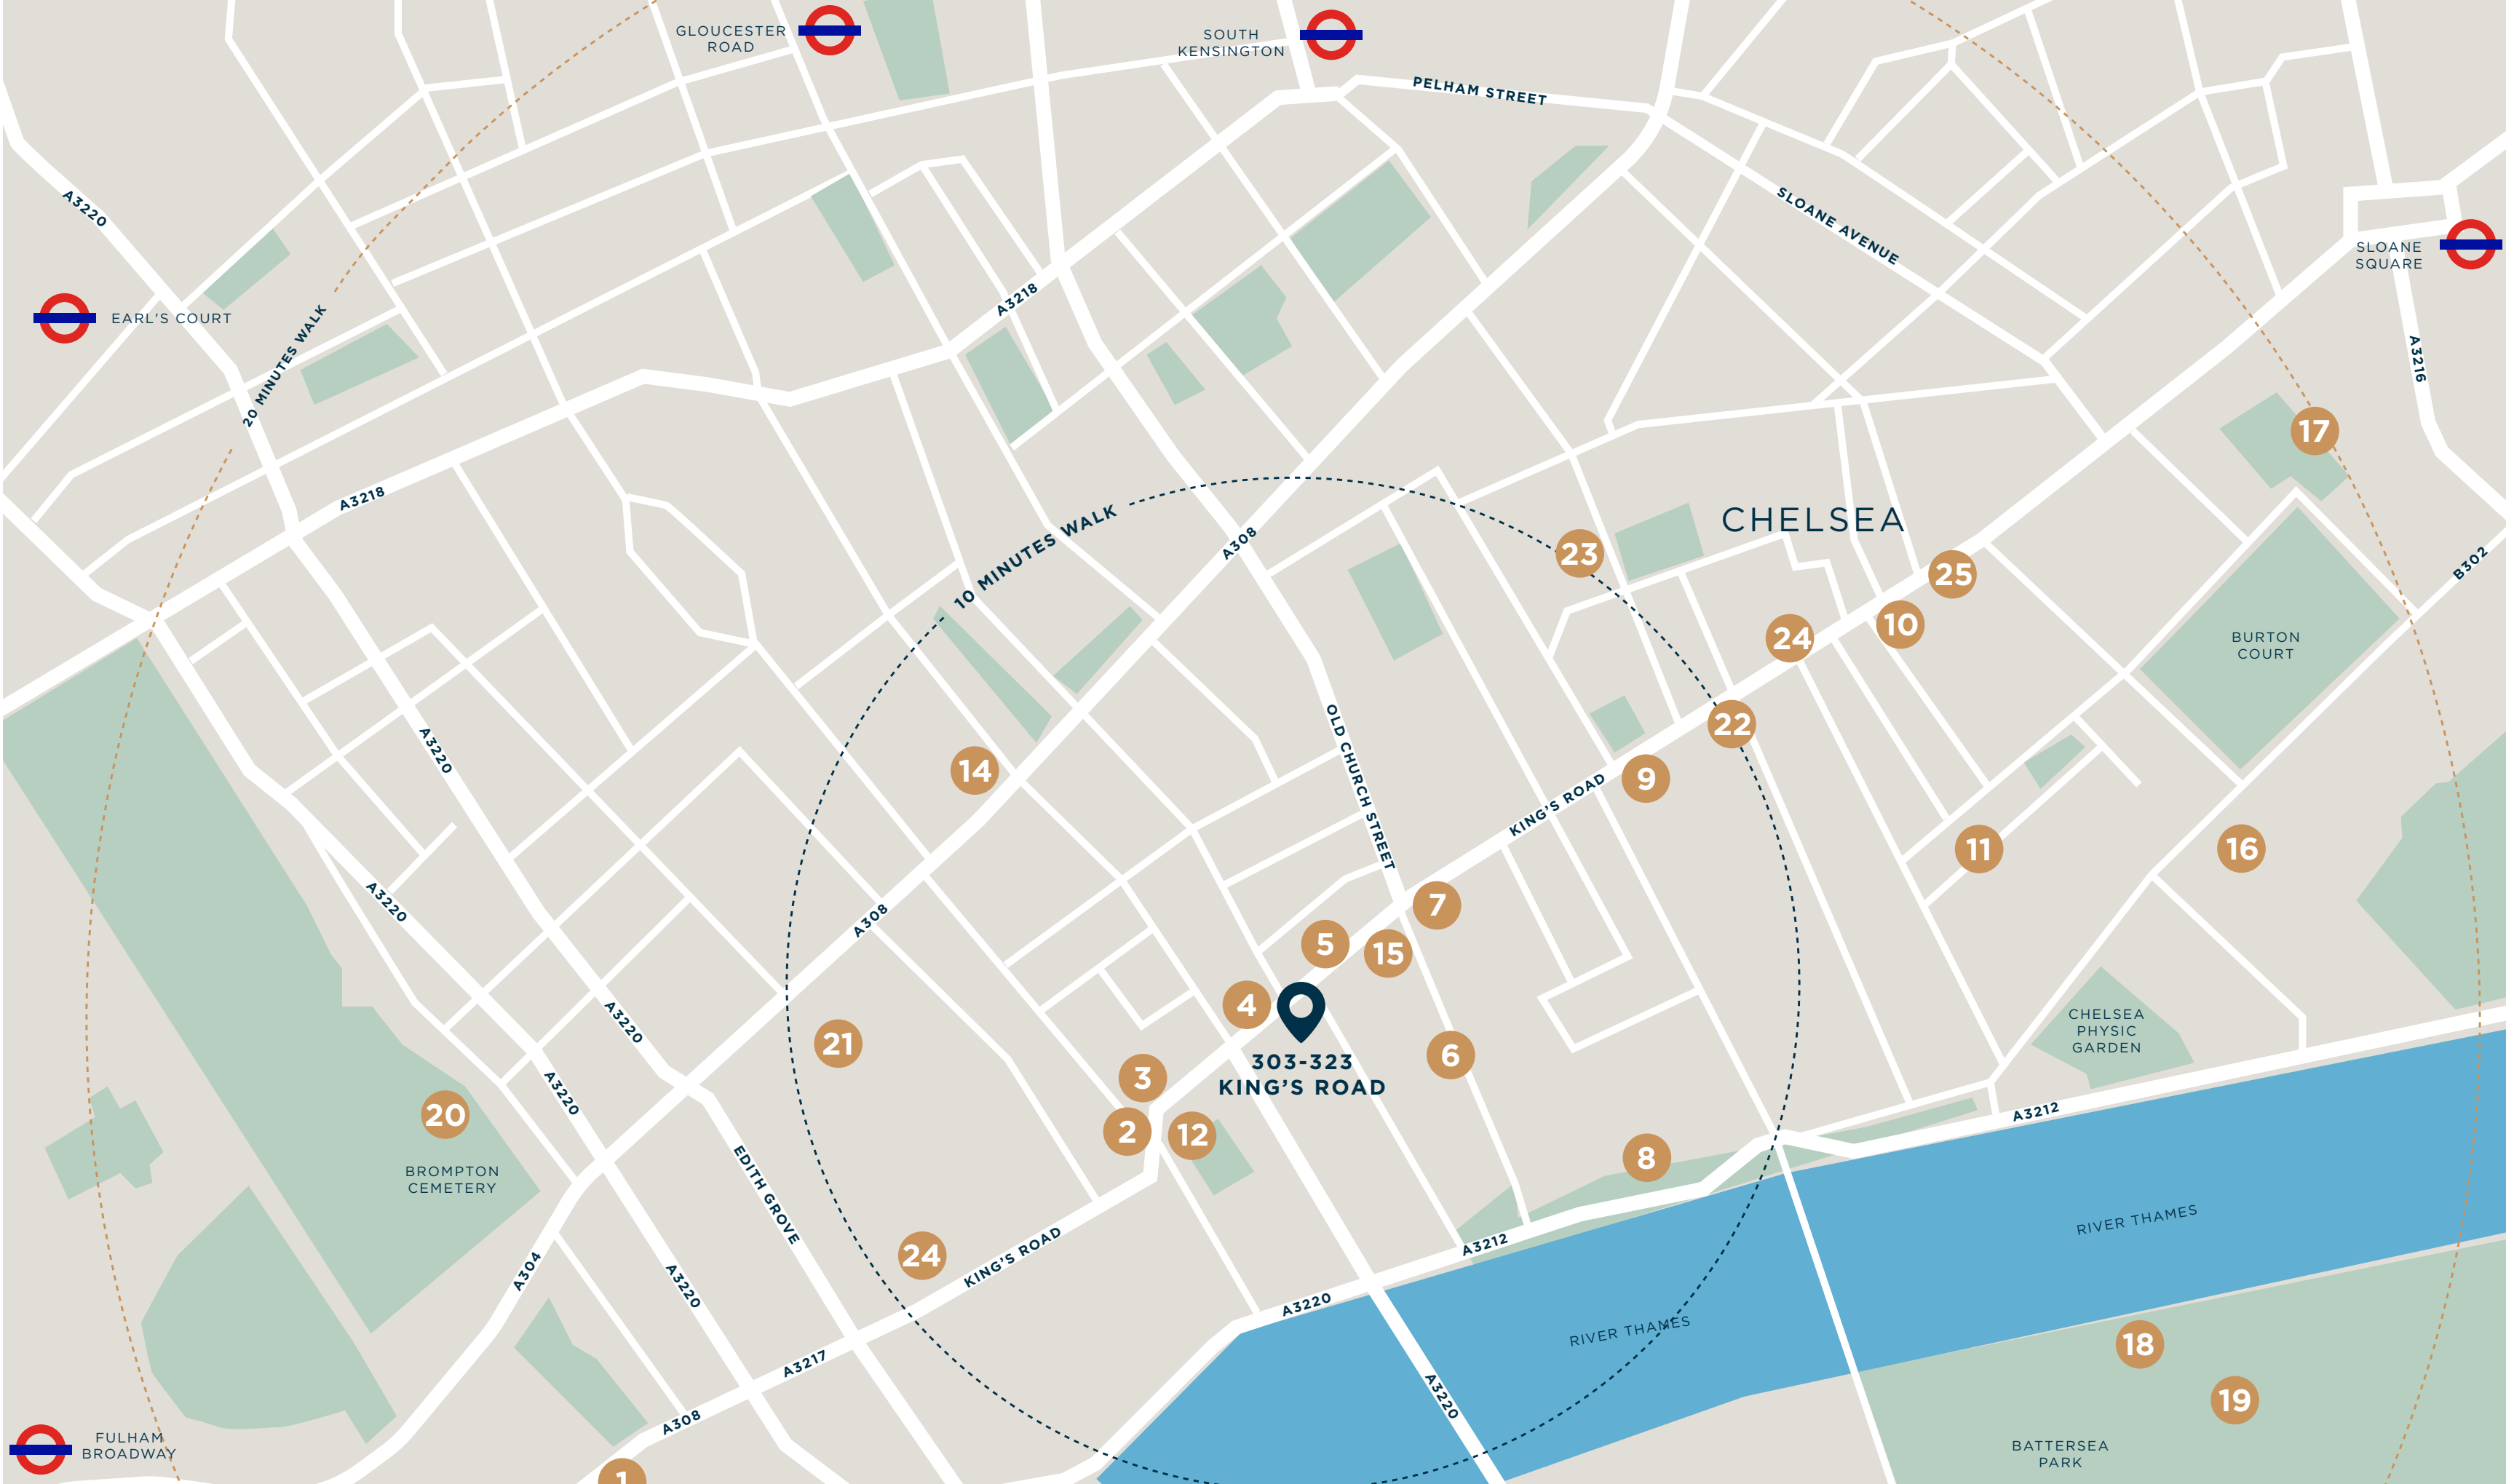 GLOUCESTER
ROAD
SOUTH
KENSINGTON
PELHAM STREET
A3220
SLOANE AVENUE
SLOANE
SQUARE
EARL'S COURT
A3218
20 MINUTES WALK
A3216
17
A3218
10 MINUTES WALK
A308
CHELSEA
23
25
B302
10
24
BURTON
COURT
22
A3220
OLD CHURCH STREET
14
9
KING'S ROAD
11
16
A3220
A308
7
5
15
4
CHELSEA
PHYSIC
GARDEN
A3220
21
6
303-323
KING'S ROAD
3
A3220
20
2
12
A3212
8
BROMPTON
CEMETERY
EDITH GROVE
RIVER THAMES
24
KING'S ROAD
A3212
A304
A3220
A3220
RIVER THAMES
18
A3217
A3220
19
A308
FULHAM
BROADWAY
BATTERSEA
PARK
1